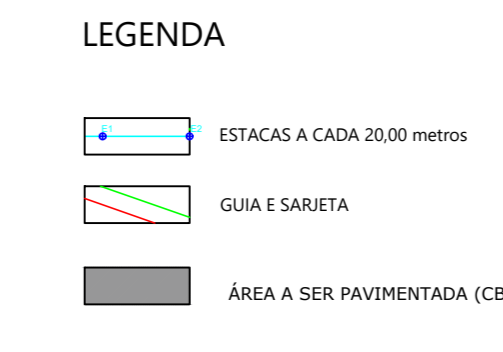 LEGENDA
E1 E2 ESTACAS A CADA 20,00 metros
GUIA E SARJETA
ÁREA A SER PAVIMENTADA (CB